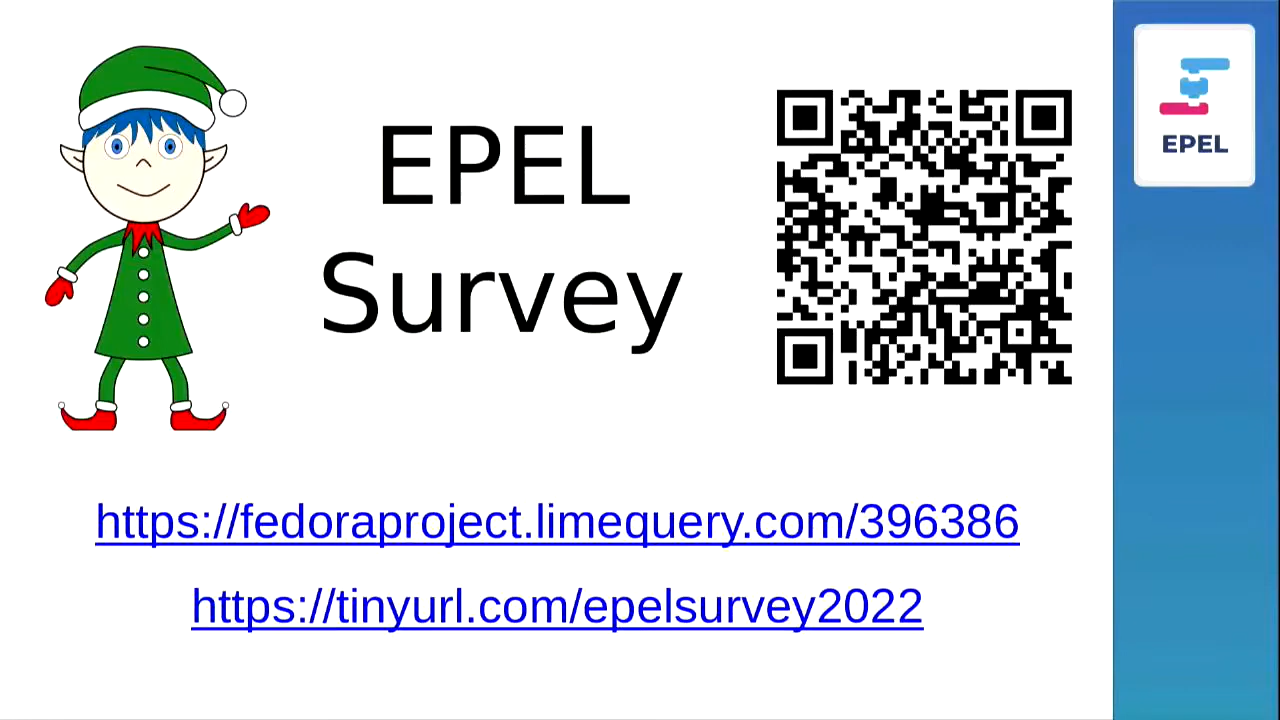 EPEL
Survey
EPEL
https://fedoraproject.limequery.com/396386
https://tinyurl.com/epelsurvey2022